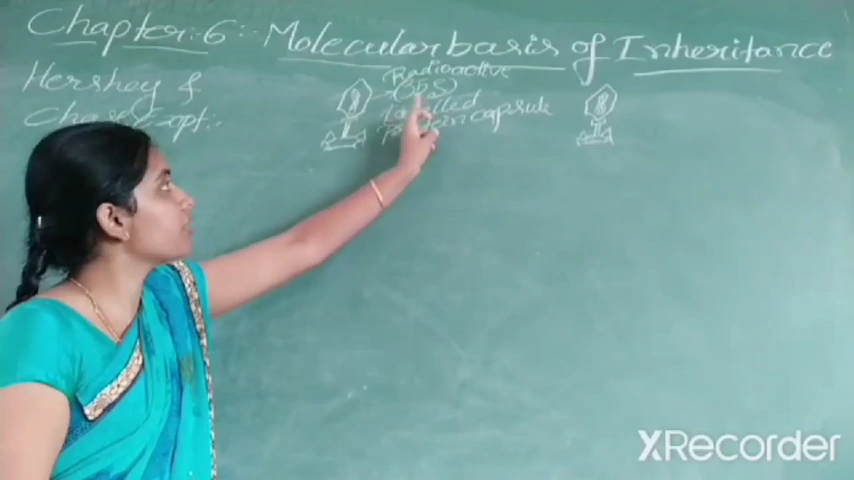 Chapter:-6:- Molecular basis of Inheritance
Hershey &
Chase Expt:-
Radioactive
(35S)
Labelled
Protein capsule
XRecorder